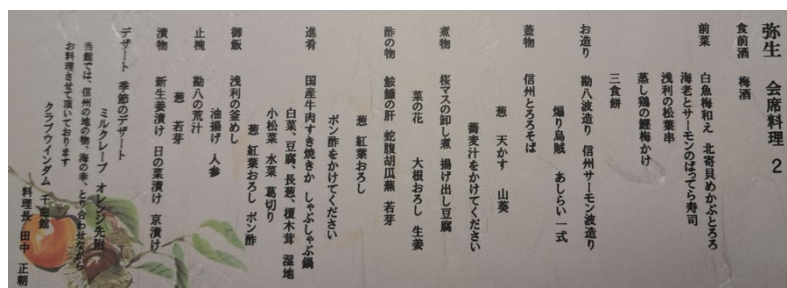 弥生 会席料理 2
食前酒 梅酒
前菜 白魚梅和え 北寄貝めかぶとろろ
海老とサーモンのばってら寿司
浅利の松葉串
蒸し鶏の鰹梅かけ
三食餅
お造り 勘八波造り 信州サーモン波造り
煽り烏賊 あしらい一式
蓋物 信州とろろそば
葱 天かす 山葵
蕎麦汁をかけてください
煮物 桜マスの卸し煮 揚げ出し豆腐
菜の花 大根おろし 生姜
葱 紅葉おろし
酢の物 鮟鱇の肝 蛇腹胡瓜蕪 若芽
ポン酢をかけてください
進肴 国産牛肉すき焼きか しゃぶしゃぶ鍋
白菜、豆腐、長葱、榎木茸 湿地
小松菜 水菜 葛切り
葱 紅葉おろし ポン酢
御飯 浅利の釜めし
油揚げ 人参
止椀 勘八の荒汁
葱 若芽
漬物 新生姜漬け 日の菜漬け 京漬け
デザート 季節のデザート
ミルクレープ オレンジ
当館では、信州の地の物、海の幸、とり合わせながら
お料理させて頂いております
クラブウインダム 千曲館
料理長 田中 正朝